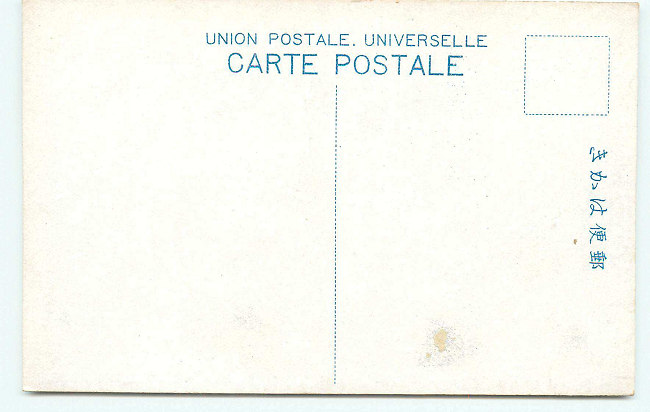 UNION POSTALE. UNIVERSELLE
CARTE POSTALE
郵便はかき